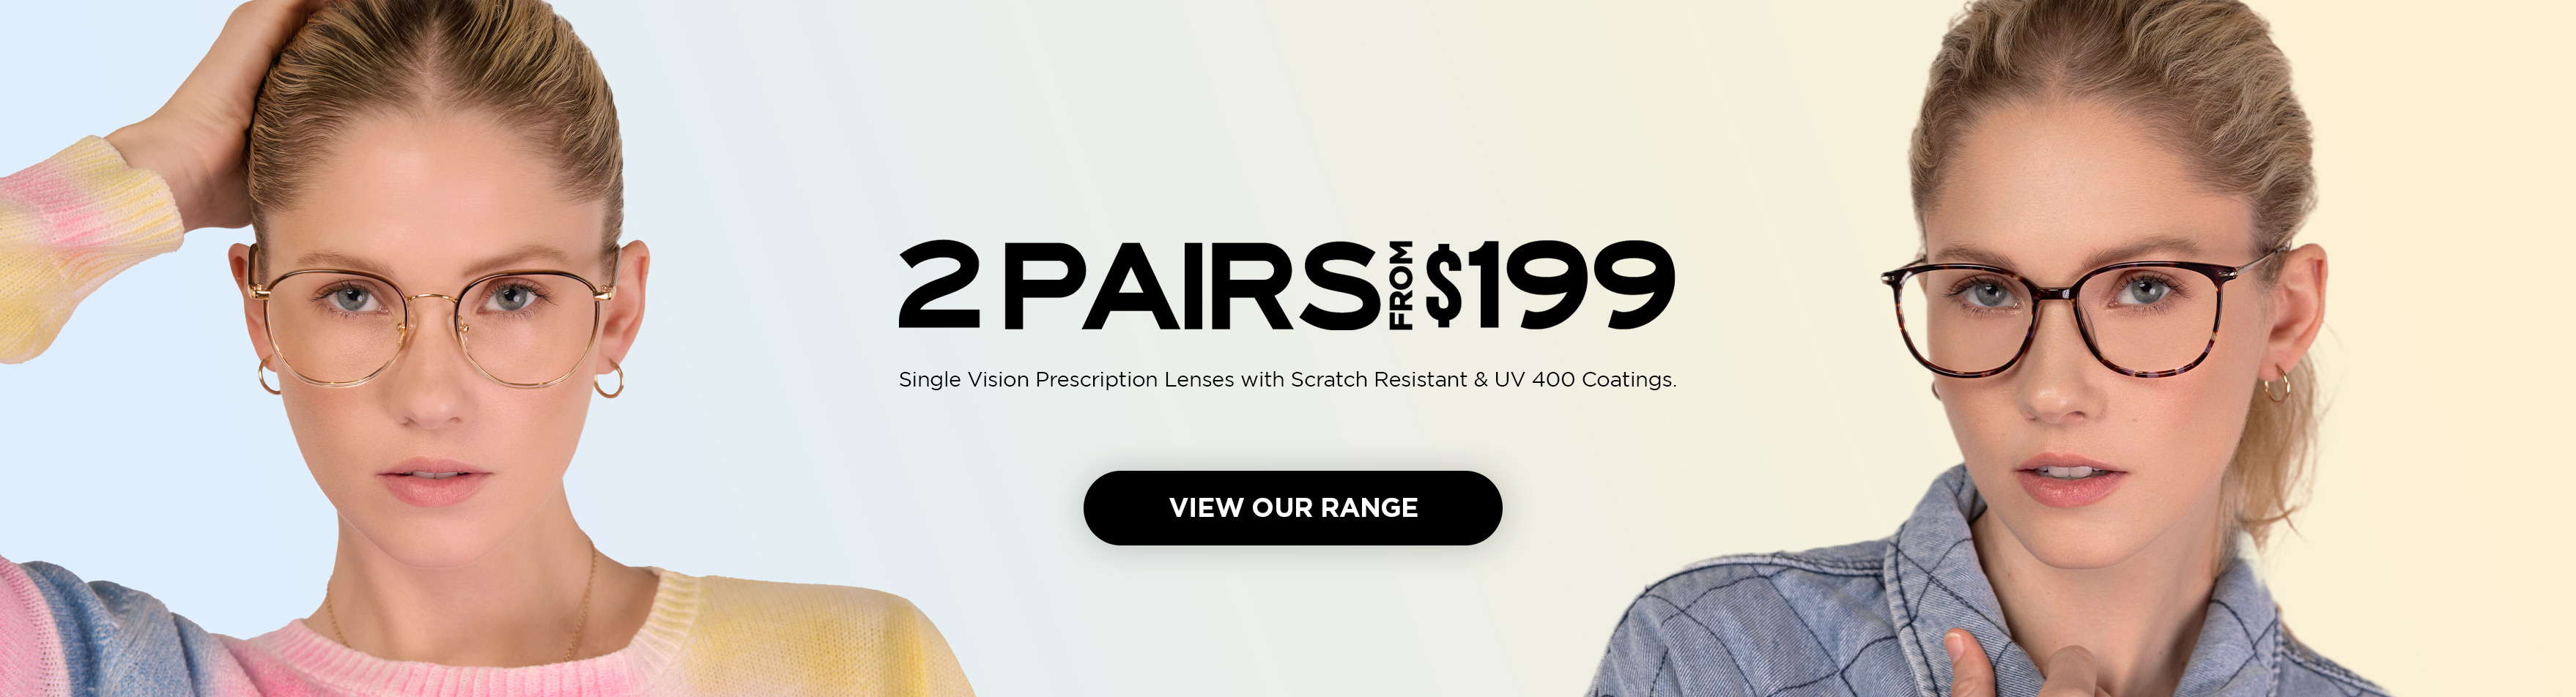 2 PAIRS FROM $199
Single Vision Prescription Lenses with Scratch Resistant & UV 400 Coatings.
VIEW OUR RANGE